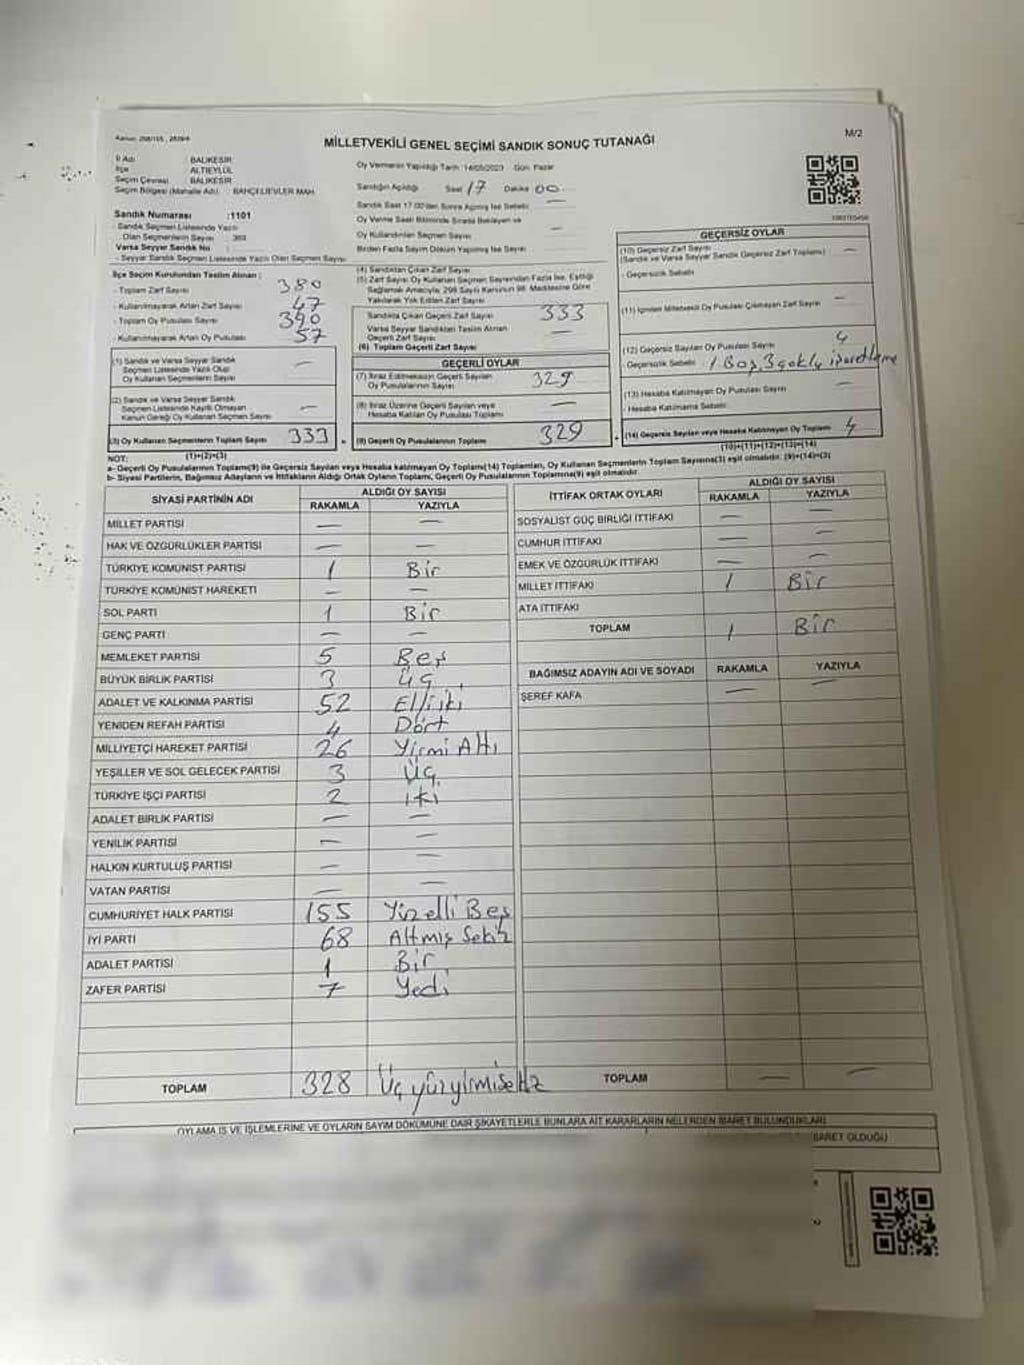 MİLLETVEKİLİ GENEL SEÇİMİ SANDIK SONUÇ TUTANAĞI
M/2
İl Adı : BALIKESİR
İlçe : ALTIEYLÜL
Seçim Çevresi : BALIKESİR
Seçim Bölgesi (Mahalle Adı) : BAHÇELİEVLER MAH.
Sandık Numarası :1101
- Sandık Seçmen Listesinde Yazılı
Olan Seçmenlerin Sayısı
Varsa Seyyar Sandık No
- Seyyar Sandık Seçmen Listesinde Yazılı Olan Seçmen Sayısı
Oy Vermenin Yapıldığı Tarih :14/05/2023 Gün: Pazar
Sandığın Açıldığı Saat 17 Dakika 00
Sandık Saat 17.00'den Sonra Açılmış İse Sebebi —
Oy Verme Saati Bitiminde Sırada Bekleyen ve
Oy Kullandırılan Seçmen Sayısı —
Birden Fazla Sayım Döküm Yapılmış İse Sayısı
İlçe Seçim Kurulundan Teslim Alınan :
- Toplam Zarf Sayısı 380
- Kullanılmayarak Artan Zarf Sayısı 47
- Toplam Oy Pusulası Sayısı 390
- Kullanılmayarak Artan Oy Pusulası 57
(1) Sandık ve Varsa Seyyar Sandık
Seçmen Listesinde Yazılı Olup
Oy Kullanan Seçmenlerin Sayısı —
(2) Sandık ve Varsa Seyyar Sandık
Seçmen Listesinde Kayıtlı Olmayan
Kanun Gereği Oy Kullanan Seçmen Sayısı —
(3) Oy Kullanan Seçmenlerin Toplam Sayısı 333
(1)+(2)=(3)
(4) Sandıktan Çıkan Zarf Sayısı
(5) Zarf Sayısı Oy Kullanan Seçmen Sayısından Fazla İse, Eşitliği
Sağlamak Amacıyla; 298 Sayılı Kanunun 98. Maddesine Göre
Yakılarak Yok Edilen Zarf Sayısı
Sandıkta Çıkan Geçerli Zarf Sayısı 333
Varsa Seyyar Sandıktan Teslim Alınan
Geçerli Zarf Sayısı —
(6) Toplam Geçerli Zarf Sayısı
GEÇERLİ OYLAR
(7) İtiraz Edilmeksizin Geçerli Sayılan
Oy Pusulalarının Sayısı 329
(8) İtiraz Üzerine Geçerli Sayılan veya
Hesaba Katılan Oy Pusulaları Toplamı —
(9) Geçerli Oy Pusulalarının Toplamı 329
GEÇERSİZ OYLAR
(10) Geçersiz Zarf Sayısı
(Sandık ve Varsa Seyyar Sandık Geçersiz Zarf Toplamı) —
- Geçersizlik Sebebi
(11) İçinden Milletvekili Oy Pusulası Çıkmayan Zarf Sayısı —
(12) Geçersiz Sayılan Oy Pusulası Sayısı 4
- Geçersizlik Sebebi 1 Boş 3 çoklu işaretleme
(13) Hesaba Katılmayan Oy Pusulası Sayısı —
- Hesaba Katılmama Sebebi
(14) Geçersiz Sayılan veya Hesaba Katılmayan Oy Toplamı 4
(10)+(11)+(12)+(13)=(14)
NOT:
a- Geçerli Oy Pusulalarının Toplamı(9) ile Geçersiz Sayılan veya Hesaba katılmayan Oy Toplamı(14) Toplamları, Oy Kullanan Seçmenlerin Toplam Sayısına(3) eşit olmalıdır. (9)+(14)=(3)
b- Siyasi Partilerin, Bağımsız Adayların ve İttifakların Aldığı Ortak Oyların Toplamı, Geçerli Oy Pusulalarının Toplamına(9) eşit olmalıdır.
SİYASİ PARTİNİN ADI ALDIĞI OY SAYISI
RAKAMLA YAZIYLA
MİLLET PARTİSİ — —
HAK VE ÖZGÜRLÜKLER PARTİSİ — —
TÜRKİYE KOMÜNİST PARTİSİ 1 Bir
TÜRKİYE KOMÜNİST HAREKETİ — —
SOL PARTİ 1 Bir
GENÇ PARTİ — —
MEMLEKET PARTİSİ 5 Beş
BÜYÜK BİRLİK PARTİSİ 3 üç
ADALET VE KALKINMA PARTİSİ 52 Elliiki
YENİDEN REFAH PARTİSİ 4 Dört
MİLLİYETÇİ HAREKET PARTİSİ 26 Yirmi Altı
YEŞİLLER VE SOL GELECEK PARTİSİ 3 Üç
TÜRKİYE İŞÇİ PARTİSİ 2 İki
ADALET BİRLİK PARTİSİ — —
YENİLİK PARTİSİ — —
HALKIN KURTULUŞ PARTİSİ — —
VATAN PARTİSİ — —
CUMHURİYET HALK PARTİSİ 155 Yüzelli Beş
İYİ PARTİ 68 Altmış Sekiz
ADALET PARTİSİ 1 Bir
ZAFER PARTİSİ 7 Yedi
TOPLAM 328 Üçyüzyirmisekiz
İTTİFAK ORTAK OYLARI ALDIĞI OY SAYISI
RAKAMLA YAZIYLA
SOSYALİST GÜÇ BİRLİĞİ İTTİFAKI — —
CUMHUR İTTİFAKI — —
EMEK VE ÖZGÜRLÜK İTTİFAKI — —
MİLLET İTTİFAKI 1 Bir
ATA İTTİFAKI
TOPLAM 1 Bir
BAĞIMSIZ ADAYIN ADI VE SOYADI RAKAMLA YAZIYLA
ŞEREF KAFA — —
TOPLAM — —
OYLAMA İŞ VE İŞLEMLERİNE VE OYLARIN SAYIM DÖKÜMÜNE DAİR ŞİKAYETLERLE BUNLARA AİT KARARLARIN NELERDEN İBARET BULUNDUKLARI
İBARET OLDUĞU